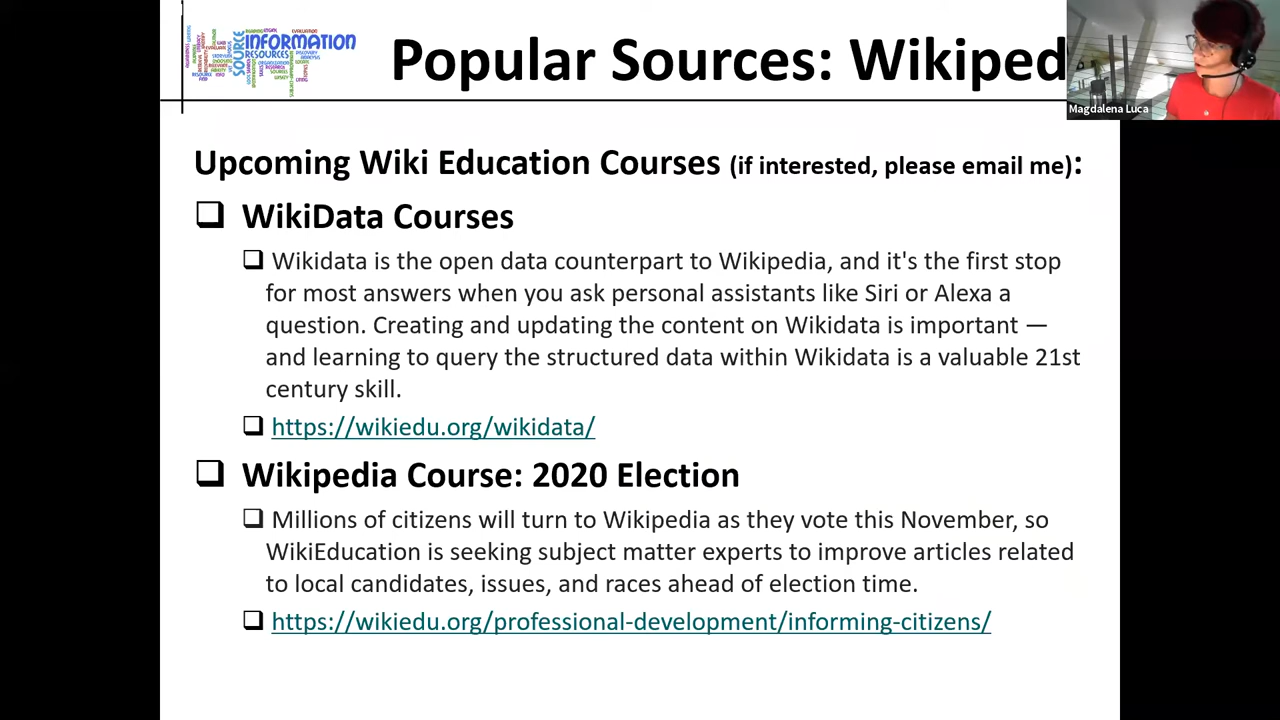 SOURCE INFORMATION
RESOURCES
Popular Sources: Wikiped
Magdalena Luca
Upcoming Wiki Education Courses (if interested, please email me):
❑ WikiData Courses
❑ Wikidata is the open data counterpart to Wikipedia, and it's the first stop
for most answers when you ask personal assistants like Siri or Alexa a
question. Creating and updating the content on Wikidata is important —
and learning to query the structured data within Wikidata is a valuable 21st
century skill.
❑ https://wikiedu.org/wikidata/
❑ Wikipedia Course: 2020 Election
❑ Millions of citizens will turn to Wikipedia as they vote this November, so
WikiEducation is seeking subject matter experts to improve articles related
to local candidates, issues, and races ahead of election time.
❑ https://wikiedu.org/professional-development/informing-citizens/